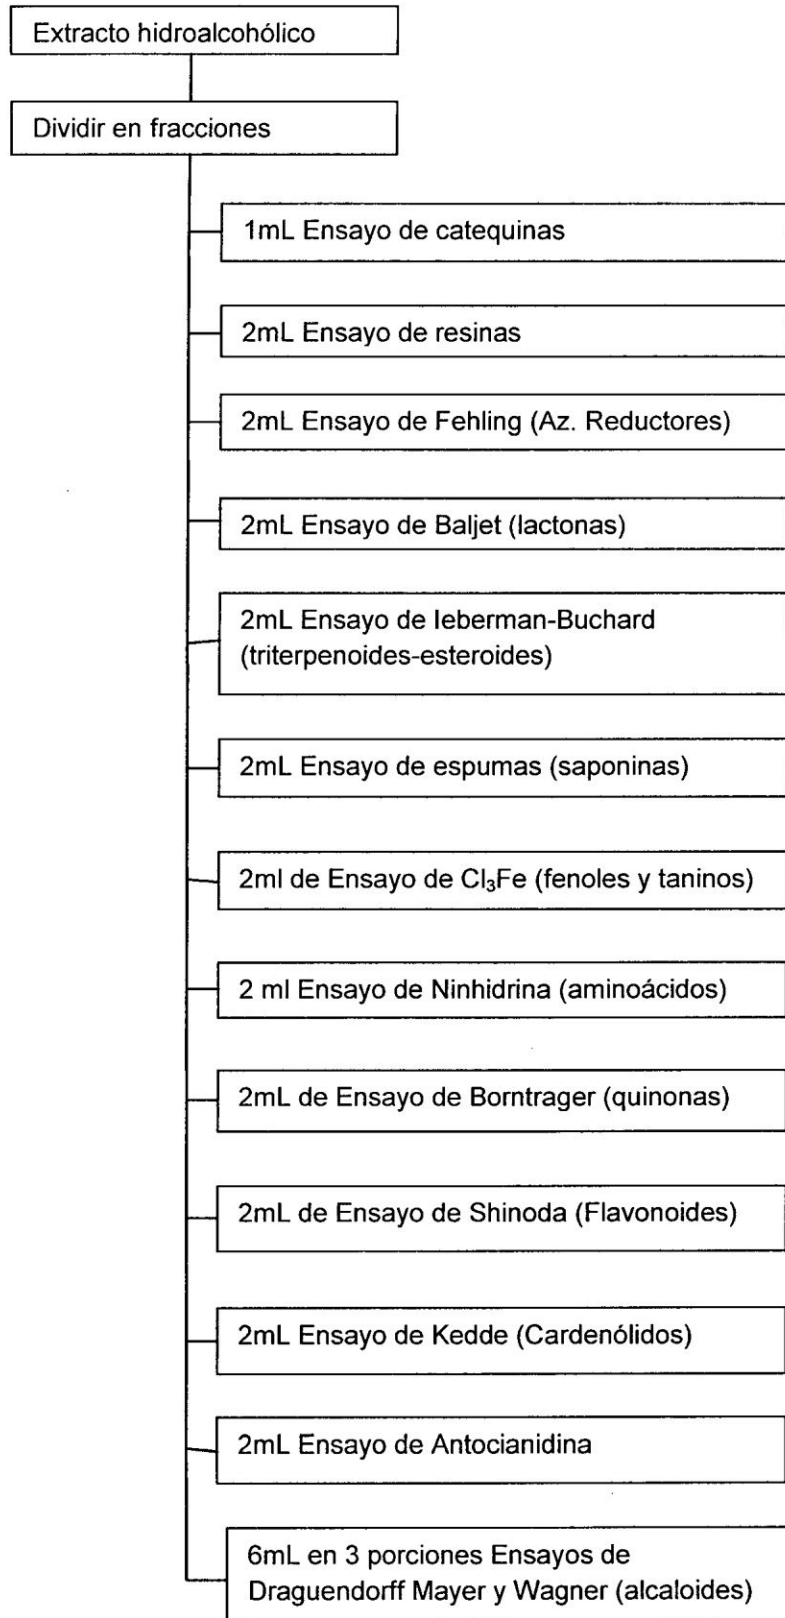 Extracto hidroalcohólico
Dividir en fracciones
1mL Ensayo de catequinas
2mL Ensayo de resinas
2mL Ensayo de Fehling (Az. Reductores)
2mL Ensayo de Baljet (lactonas)
2mL Ensayo de leberman-Buchard
(triterpenoides-esteroides)
2mL Ensayo de espumas (saponinas)
2ml de Ensayo de Cl₃Fe (fenoles y taninos)
2 ml Ensayo de Ninhidrina (aminoácidos)
2mL de Ensayo de Borntrager (quinonas)
2mL de Ensayo de Shinoda (Flavonoides)
2mL Ensayo de Kedde (Cardenólidos)
2mL Ensayo de Antocianidina
6mL en 3 porciones Ensayos de
Draguendorff Mayer y Wagner (alcaloides)